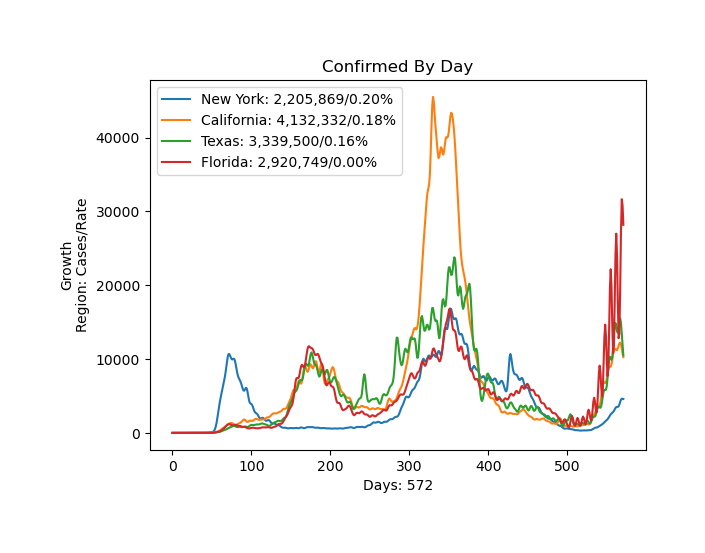 Confirmed By Day
New York: 2,205,869/0.20%
California: 4,132,332/0.18%
Texas: 3,339,500/0.16%
Florida: 2,920,749/0.00%
Growth
Region: Cases/Rate
40000
30000
20000
10000
0
0 100 200 300 400 500
Days: 572